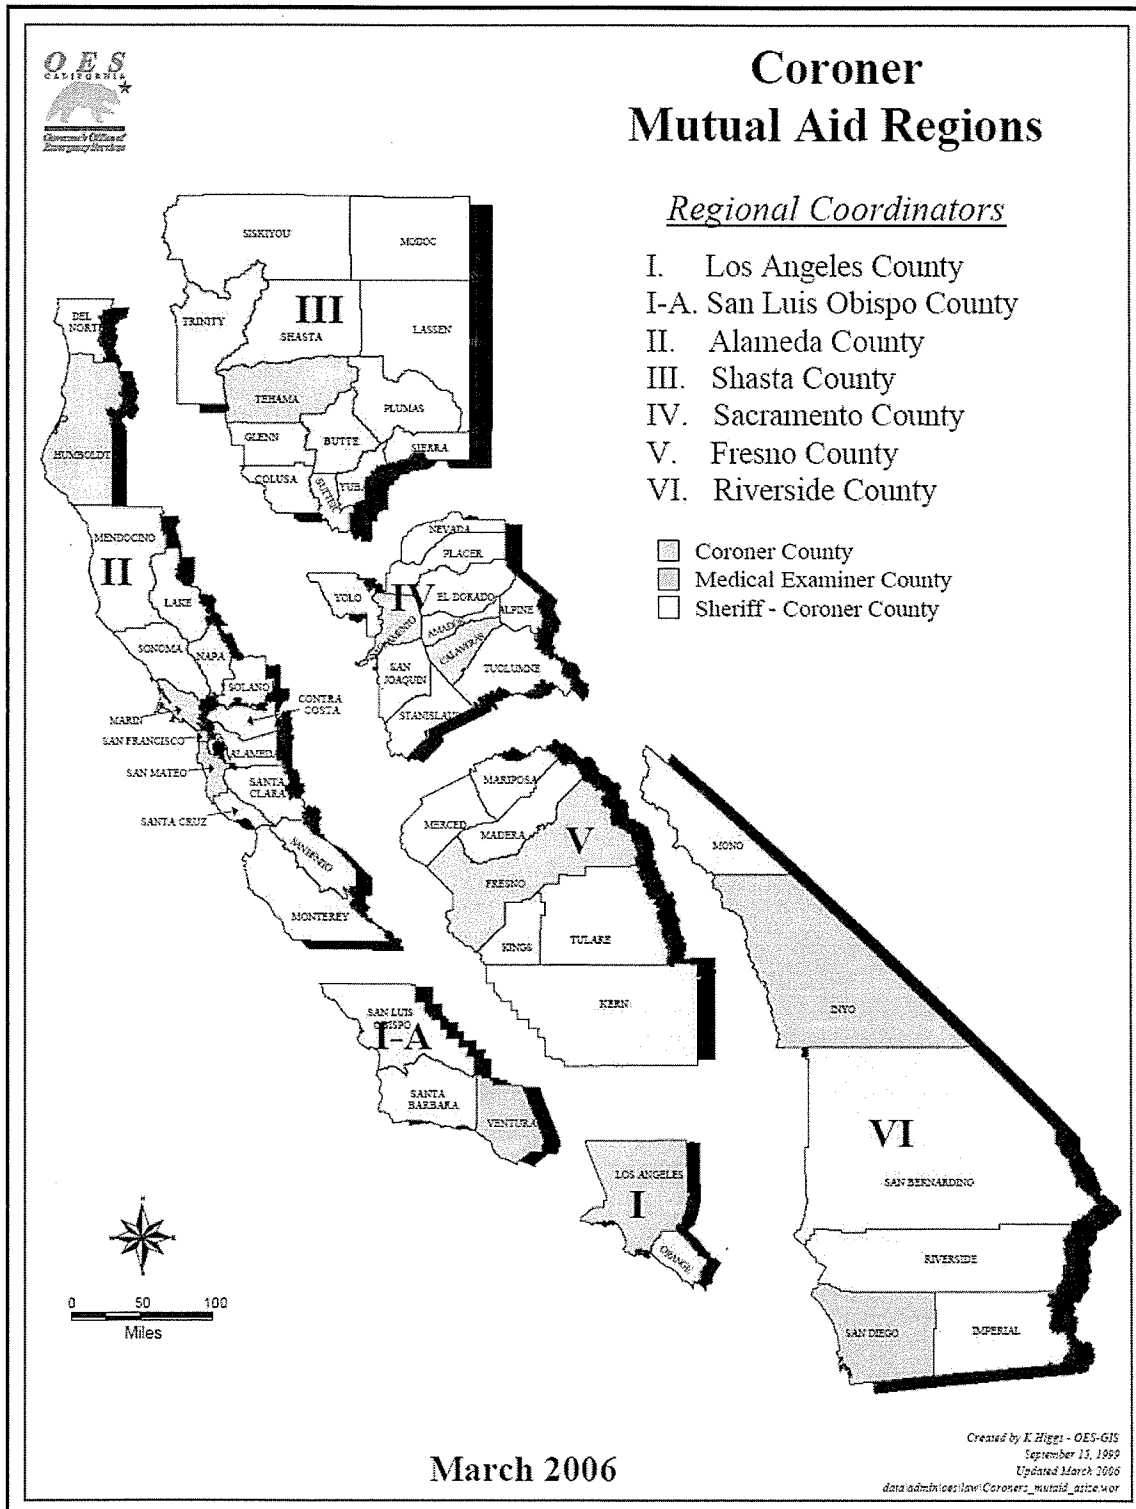 OES
CALIFORNIA
Governor's Office of
Emergency Services
Coroner
Mutual Aid Regions
Regional Coordinators
I. Los Angeles County
I-A. San Luis Obispo County
II. Alameda County
III. Shasta County
IV. Sacramento County
V. Fresno County
VI. Riverside County
Coroner County
Medical Examiner County
Sheriff - Coroner County
SISKIYOU
MODOC
DEL
NORTE
TRINITY
III
SHASTA
LASSEN
TEHAMA
PLUMAS
HUMBOLDT
GLENN
BUTTE
SIERRA
COLUSA
SUTTER
YUBA
MENDOCINO
II
LAKE
SONOMA
NAPA
SOLANO
MARIN
CONTRA
COSTA
SAN FRANCISCO
ALAMEDA
SAN MATEO
SANTA
CLARA
SANTA CRUZ
SAN BENITO
MONTEREY
NEVADA
PLACER
YOLO
IV
EL DORADO
ALPINE
SACRAMENTO
AMADOR
CALAVERAS
SAN
JOAQUIN
TUOLUMNE
STANISLAUS
MARIPOSA
MERCED
MADERA
V
FRESNO
KINGS
TULARE
KERN
MONO
INYO
SAN LUIS
OBISPO
I-A
SANTA
BARBARA
VENTURA
LOS ANGELES
I
ORANGE
VI
SAN BERNARDINO
RIVERSIDE
SAN DIEGO
IMPERIAL
N
W
E
S
0 50 100
Miles
March 2006
Created by K Higgs - OES-GIS
September 15, 1999
Updated March 2006
data\admin\oes\law\Coroners_mutaid_asize.wor